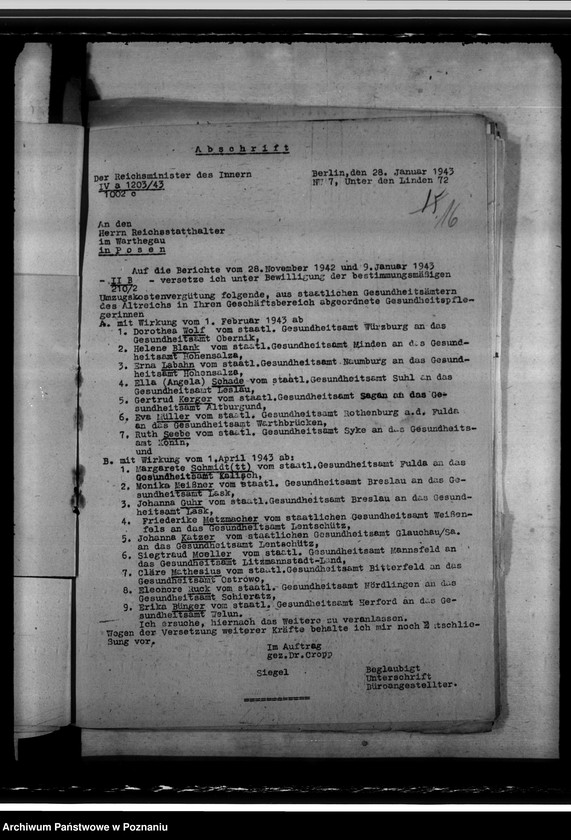 Abschrift
Der Reichsminister des Innern
Berlin,den 28. Januar 1943
IV a 1203/43
1002 c
NW 7, Unter den Linden 72
15
16
An den
Herrn Reichsstatthalter
im Warthegau
in Posen
Auf die Berichte vom 28.November 1942 und 9.Januar 1943
- II B
210/2
- versetze ich unter Bewilligung der bestimmungsmäßigen
Umzugskostenvergütung folgende, aus staatlichen Gesundheitsämtern
des Altreichs in Ihren Geschäftsbereich abgeordnete Gesundheitspfle-
gerinnen
A. mit Wirkung vom 1. Februar 1943 ab
1. Dorothea Wolf vom staatl. Gesundheitsamt Würzburg an das
Gesundheitsamt Obernik,
2. Helene Blank vom staatl.Gesundheitsamt Minden an das Gesund-
heitsamt Hohensalza,
3. Erna Labahn vom staatl.Gesundheitsamt Naumburg an das Gesund-
heitsamt Hohensalza,
4. Ella (Angela) Schade vom staatl.Gesundheitsamt Suhl an das
Gesundheitsamt Leslau,
5. Gertrud Kerger vom staatl.Gesundheitsamt Sagan an das Ge-
sundheitsamt Altburgund,
6. Eva Müller vom staatl. Gesundheitsamt Rothenburg a.d. Fulda
an das Gesundheitsamt Warthbrücken,
7. Ruth Seebe vom staatl. Gesundheitsamt Syke an das Gesundheits-
amt Konin,
und
B. mit Wirkung vom 1.April 1943 ab:
1. Margarete Schmidt(tt) vom staatl.Gesundheitsamt Fulda an das
Gesundheitsamt Kalisch,
2. Monika Meißner vom staatl. Gesundheitsamt Breslau an das Ge-
sundheitsamt Lask,
3. Johanna Guhr vom staatl.Gesundheitsamt Breslau an das Gesund-
heitsamt Lask,
4. Friederike Metzmacher vom staatlichen Gesundheitsamt Weißen-
fels an das Gesundheitsamt Lentschütz,
5. Johanna Katzer vom staatlichen Gesundheitsamt Glauchau/Sa.
an das Gesundheitsamt Lentschütz,
6. Siegtraud Moeller vom staatl. Gesundheitsamt Mannsfeld an
das Gesundheitsamt Litzmannstadt-Land,
7. Cläre Mathesius vom staatl.Gesundheitsamt Bitterfeld an das
Gesundheitsamt Ostrowo,
8. Eleonore Ruck vom staatl. Gesundheitsamt Nördlingen an das
Gesundheitsamt Schieratz,
9. Erika Bünger vom staatl. Gesundheitsamt Herford an das Ge-
sundheitsamt Welun.
Ich ersuche, hiernach das Weitere zu veranlassen.
Wegen der Versetzung weiterer Kräfte behalte ich mir noch Entschlie-
ßung vor.
Im Auftrag
gez.Dr.Cropp
Siegel
Beglaubigt
Unterschrift
Büroangestellter.
Archiwum Państwowe w Poznaniu